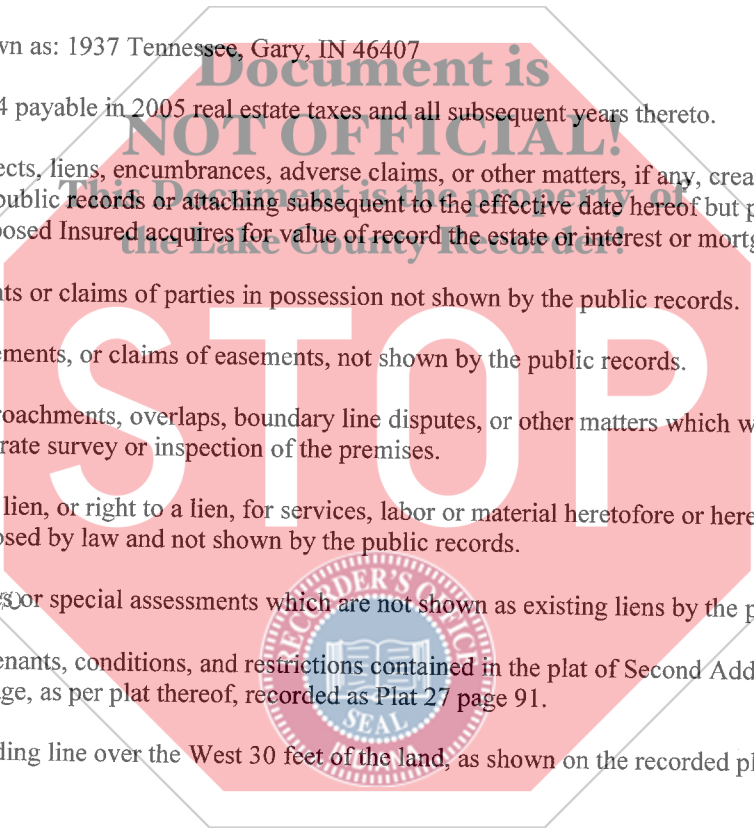 wn as: 1937 Tennessee, Gary, IN 46407
Document is
4 payable in 2005 real estate taxes and all subsequent years thereto.
NOT OFFICIAL!
ects, liens, encumbrances, adverse claims, or other matters, if any, crea
This Document is the property of
public records or attaching subsequent to the effective date hereof but p
the Lake County Recorder!
posed Insured acquires for value of record the estate or interest or mortg
nts or claims of parties in possession not shown by the public records.
ements, or claims of easements, not shown by the public records.
STOP
roachments, overlaps, boundary line disputes, or other matters which w
rate survey or inspection of the premises.
lien, or right to a lien, for services, labor or material heretofore or here
osed by law and not shown by the public records.
s or special assessments which are not shown as existing liens by the p
RECORDER'S OFFICE
enants, conditions, and restrictions contained in the plat of Second Add
ge, as per plat thereof, recorded as Plat 27 page 91.
SEAL
INDIANA
ding line over the West 30 feet of the land, as shown on the recorded pl